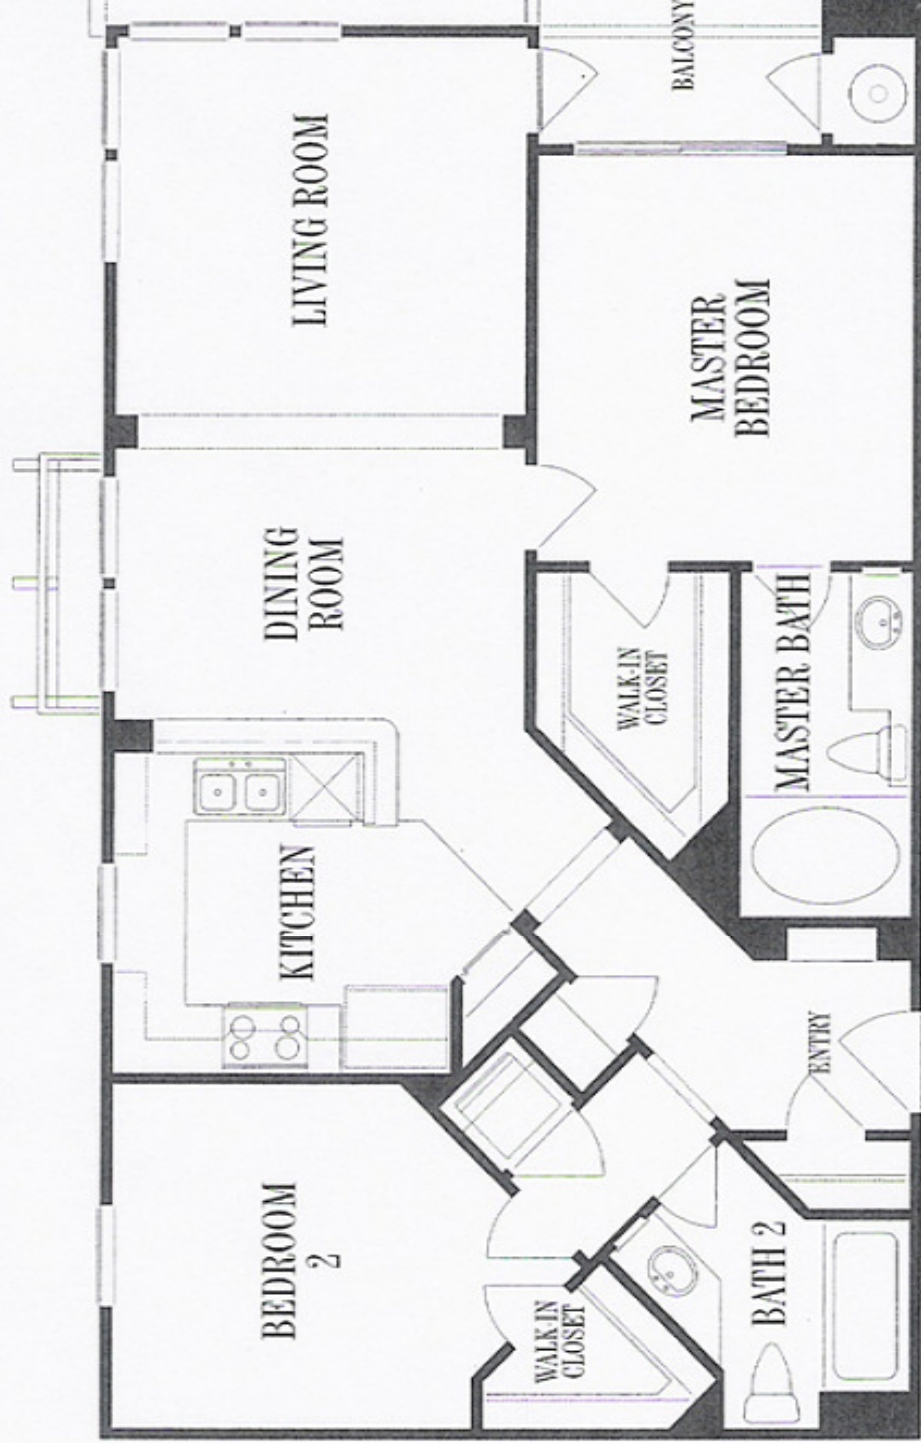 BALCONY
LIVING ROOM
MASTER
BEDROOM
DINING
ROOM
WALK-IN
CLOSET
MASTER BATH
KITCHEN
ENTRY
BEDROOM
2
WALK-IN
CLOSET
BATH 2